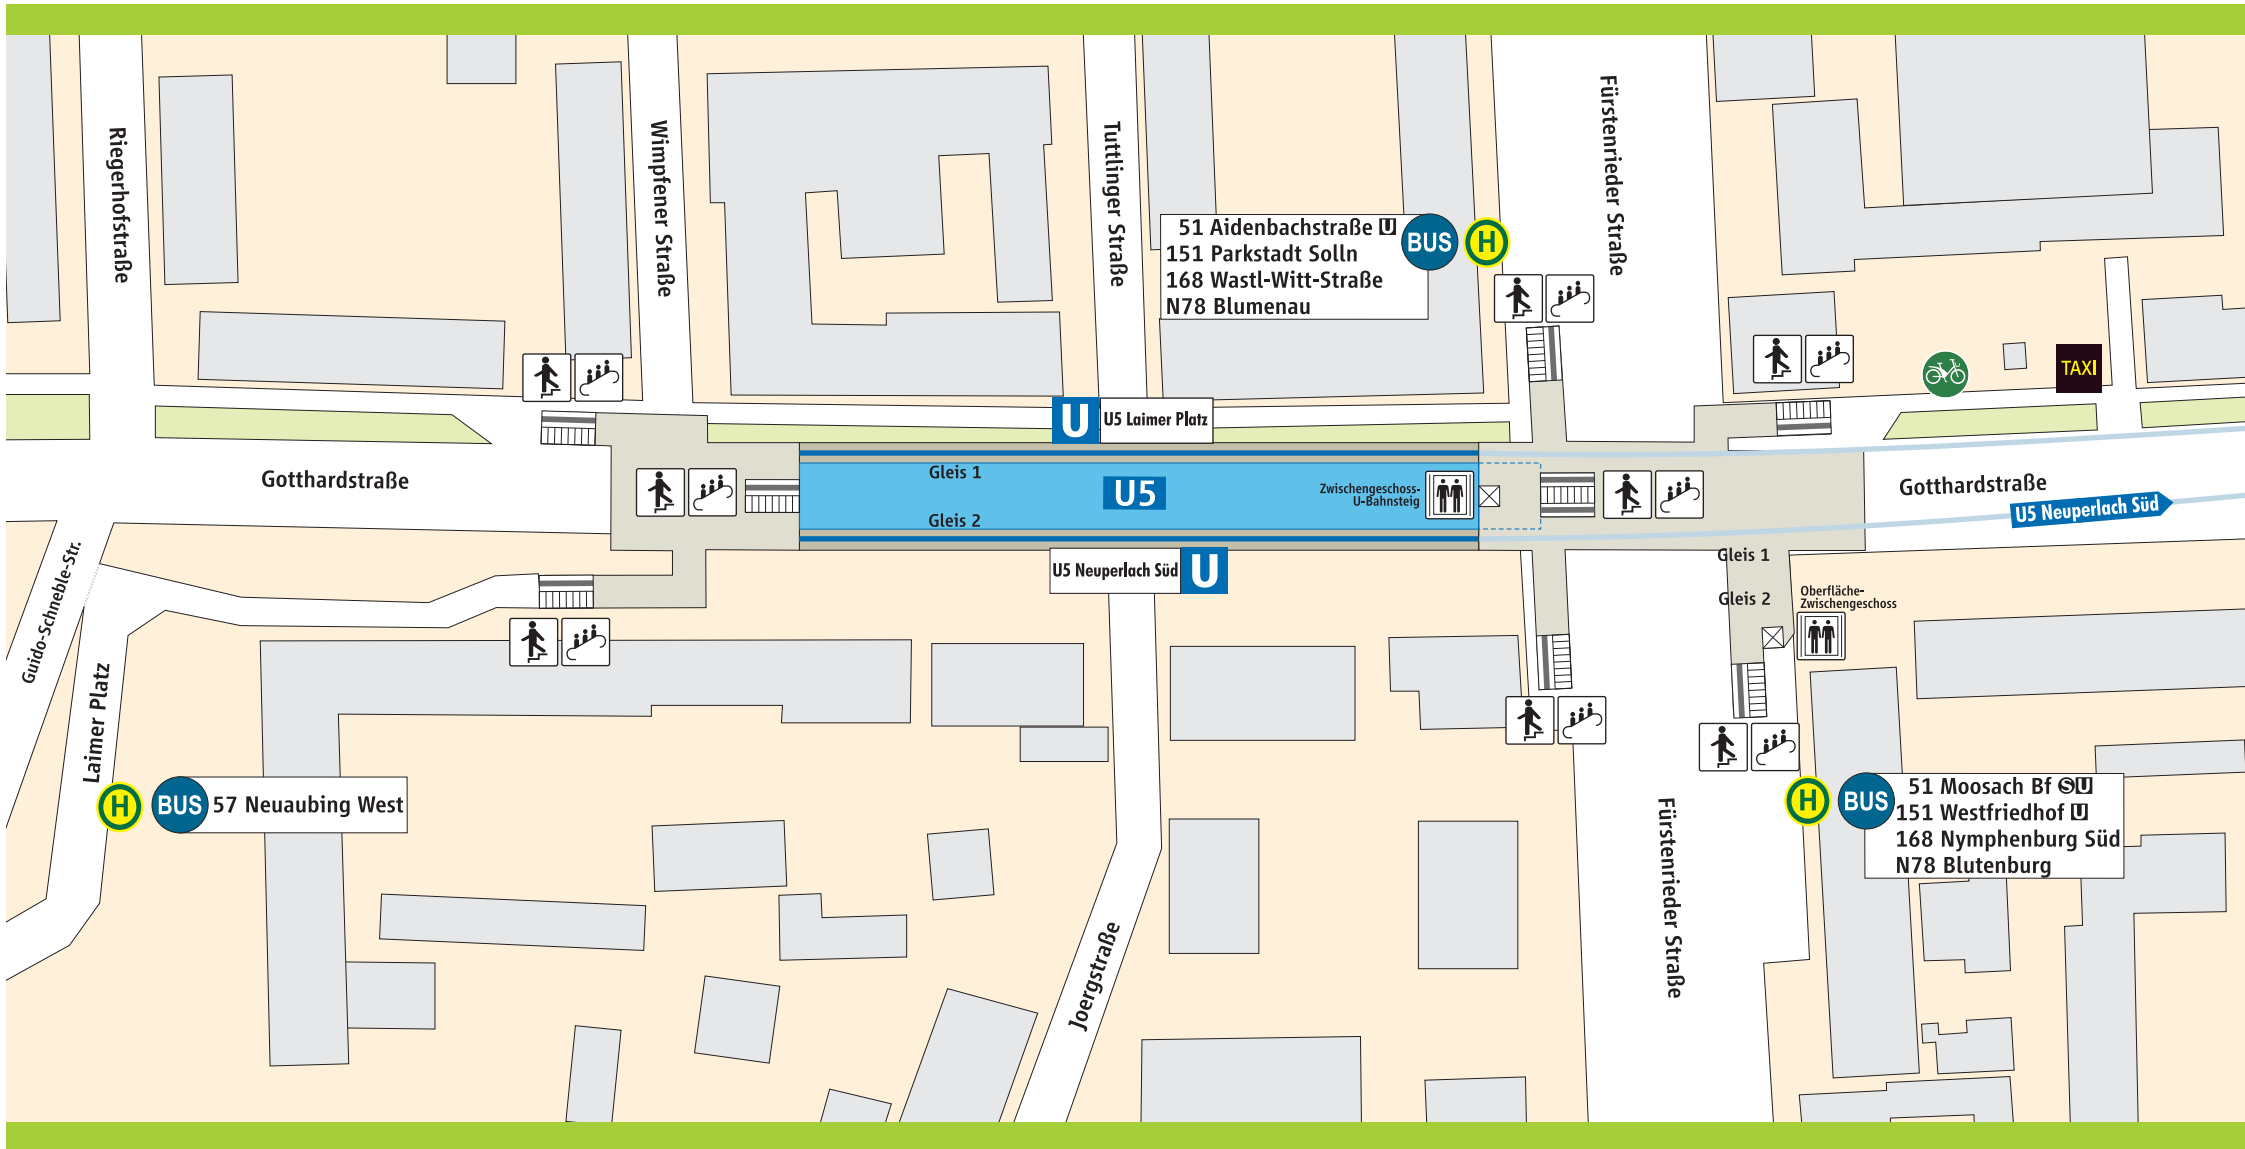 Riegerhofstraße
Wimpfener Straße
Tuttlinger Straße
Fürstenrieder Straße
51 Aidenbachstraße U
151 Parkstadt Solln
168 Wastl-Witt-Straße
N78 Blumenau
BUS
H
TAXI
U
U5 Laimer Platz
Gotthardstraße
Gleis 1
U5
Gleis 2
Zwischengeschoss-
U-Bahnsteig
Gotthardstraße
U5 Neuperlach Süd
U5 Neuperlach Süd
U
Gleis 1
Gleis 2
Oberfläche-
Zwischengeschoss
Guido-Schneble-Str.
Laimer Platz
H
BUS
57 Neuaubing West
Joergstraße
Fürstenrieder Straße
H
BUS
51 Moosach Bf S U
151 Westfriedhof U
168 Nymphenburg Süd
N78 Blutenburg